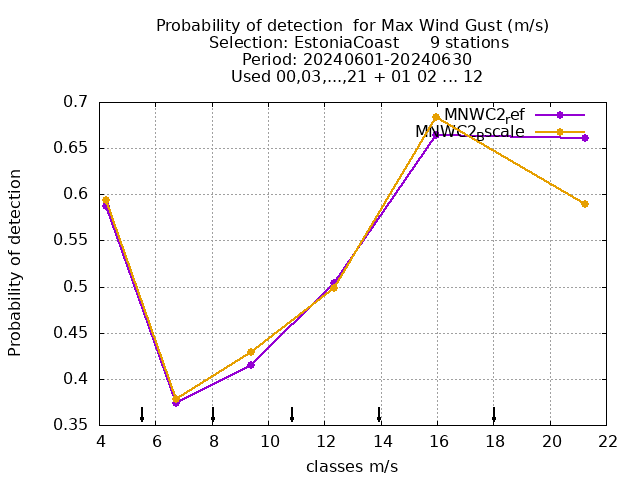 Probability of detection  for Max Wind Gust (m/s)
Selection: EstoniaCoast      9 stations
Period: 20240601-20240630
Used 00,03,...,21 + 01 02 ... 12
MNWC2_ref
MNWC2_Bscale
0.7
0.65
0.6
0.55
0.5
0.45
0.4
0.35
Probability of detection
4 6 8 10 12 14 16 18 20 22
classes m/s